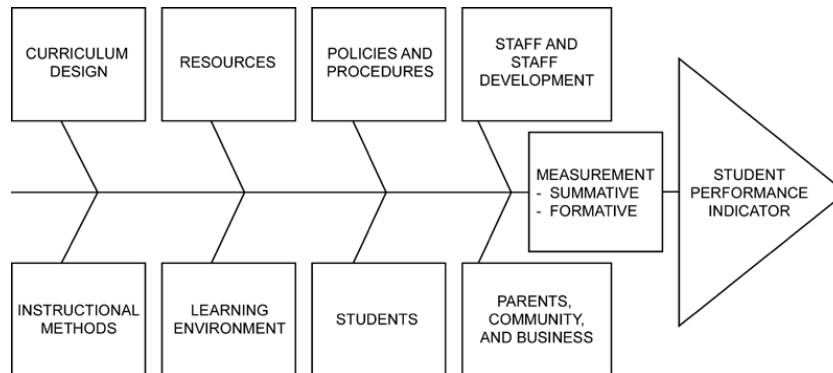 CURRICULUM
DESIGN
RESOURCES
POLICIES AND
PROCEDURES
STAFF AND
STAFF
DEVELOPMENT
MEASUREMENT
- SUMMATIVE
- FORMATIVE
STUDENT
PERFORMANCE
INDICATOR
INSTRUCTIONAL
METHODS
LEARNING
ENVIRONMENT
STUDENTS
PARENTS,
COMMUNITY,
AND BUSINESS